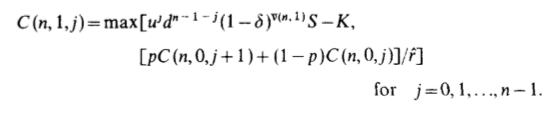 C(n,1,j)=max[u^j d^{n-1-j}(1-δ)^{ν(n,1)}S-K,
[pC(n,0,j+1)+(1-p)C(n,0,j)]/r̂]
for j=0,1,...,n-1.